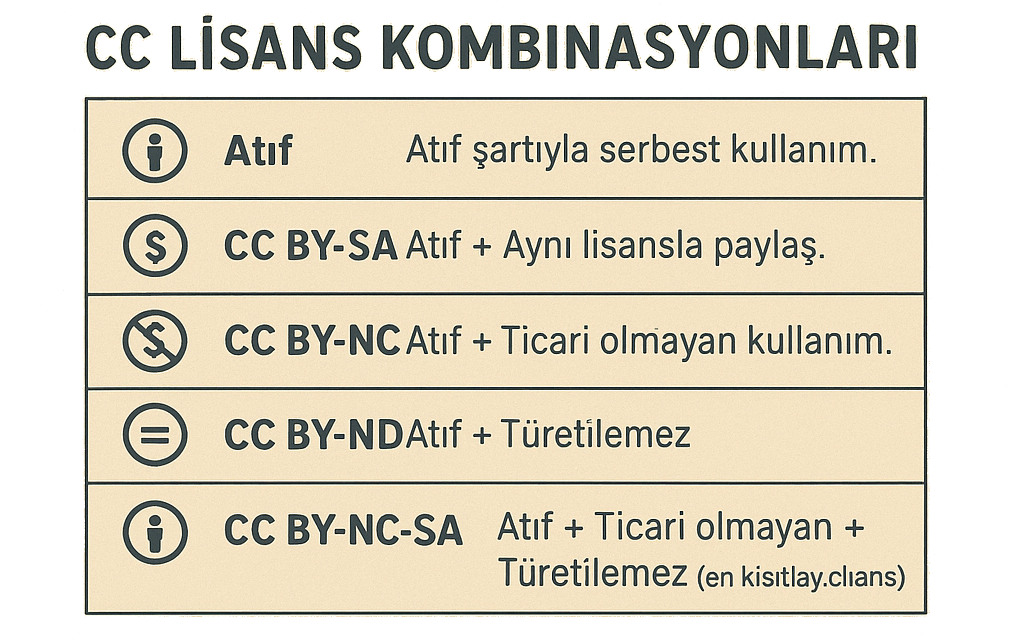 CC LİSANS KOMBINASYONLARI
Atıf Atıf şartıyla serbest kullanım.
CC BY-SA Atıf + Aynı lisansla paylaş.
CC BY-NC Atıf + Ticari olmayan kullanım.
CC BY-ND Atıf + Türetilemez
CC BY-NC-SA Atıf + Ticari olmayan +
Türetilemez (en kisıtlay.clıans)